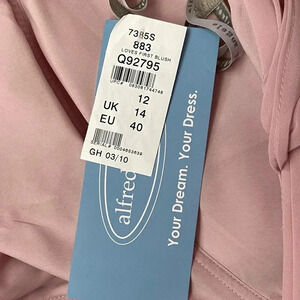 7385S
883
LOVES FIRST BLUSH
Q92795
12
UK 14
EU 40
GH 03/10
alfred
Your Dream. Your Dress.